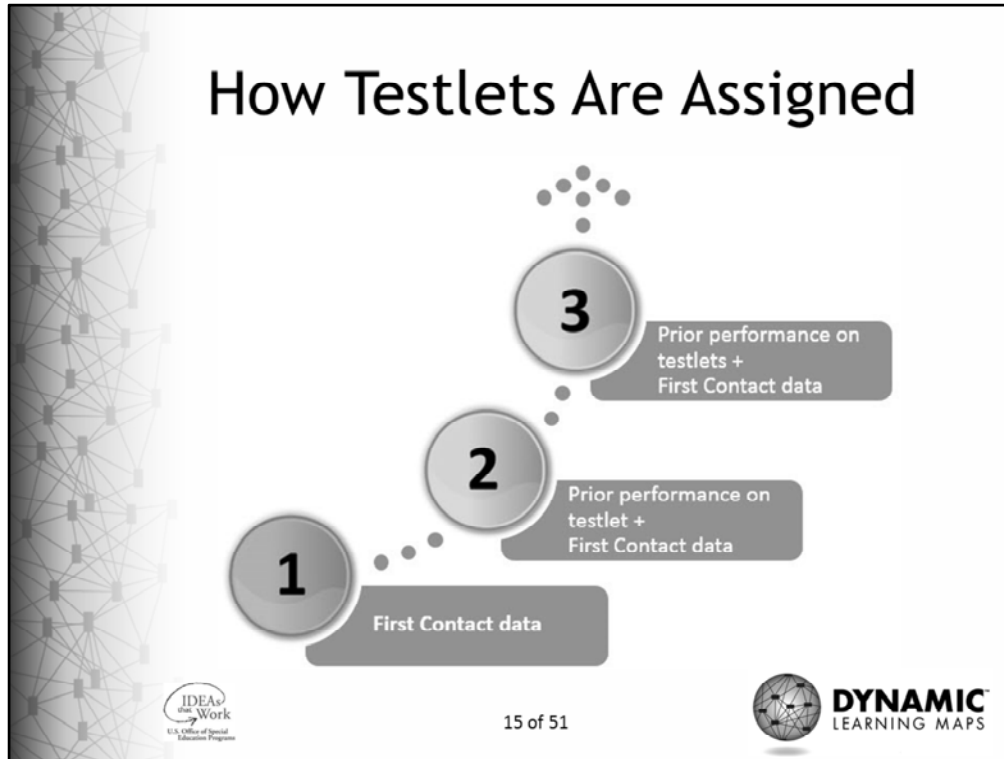 How Testlets Are Assigned
3
Prior performance on
testlets +
First Contact data
2
Prior performance on
testlet +
First Contact data
1
First Contact data
IDEAs
that Work
U.S. Office of Special
Education Programs
15 of 51
DYNAMIC™
LEARNING MAPS